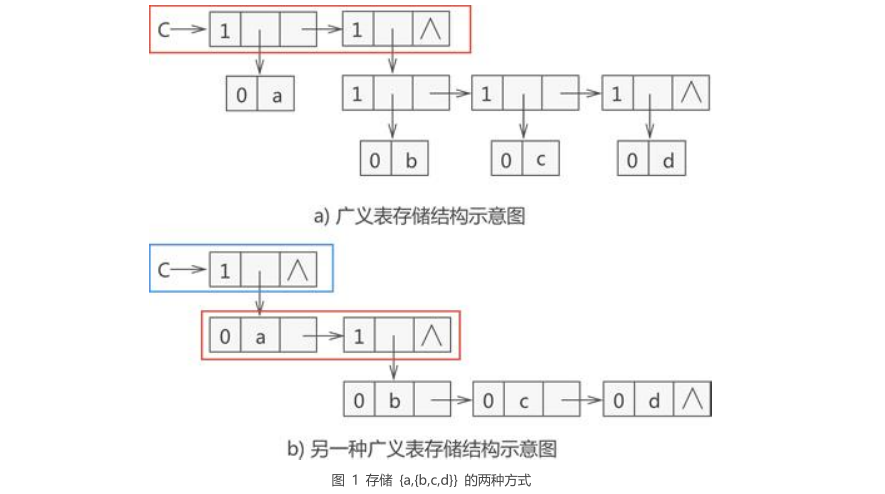 C 1 1 ∧
0 a 1 1 1 ∧
0 b 0 c 0 d
a) 广义表存储结构示意图
C 1 ∧
0 a 1 ∧
0 b 0 c 0 d ∧
b) 另一种广义表存储结构示意图
图 1 存储 {a,{b,c,d}} 的两种方式